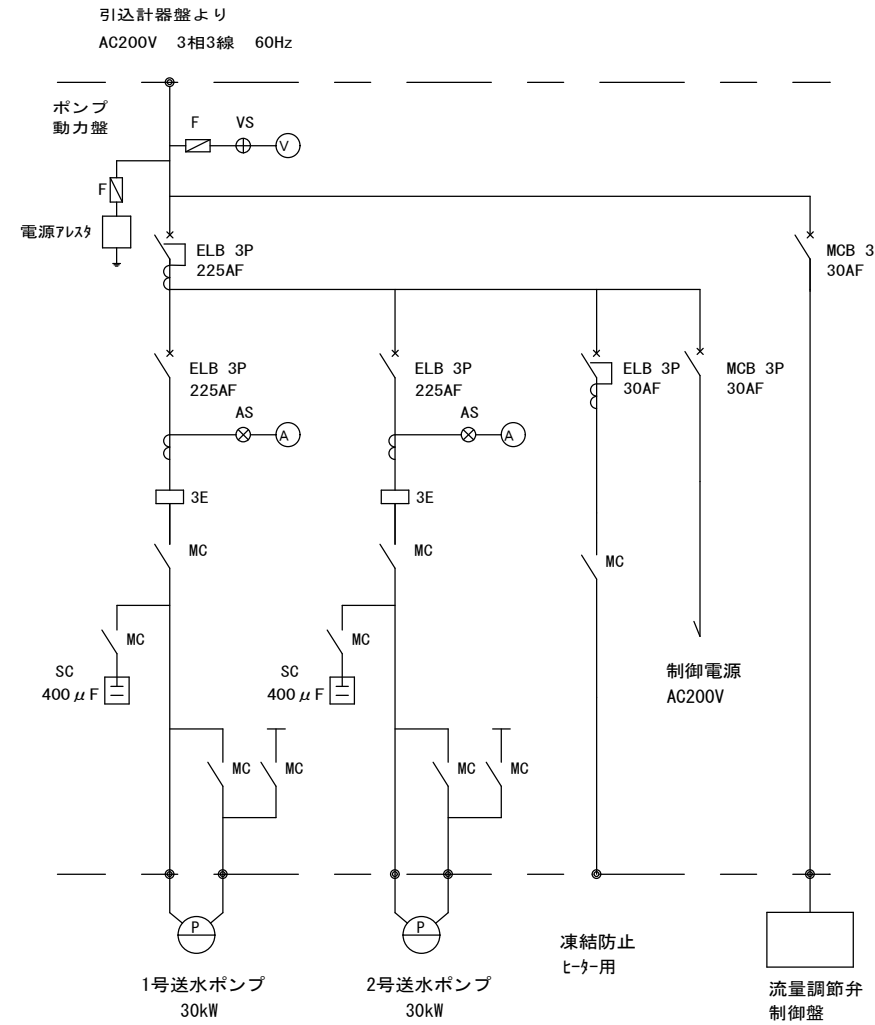 引込計器盤より
AC200V 3相3線 60Hz
ポンプ
動力盤
F
VS
V
F
電源ｱﾚｽﾀ
ELB 3P
225AF
MCB 3
30AF
ELB 3P
225AF
ELB 3P
225AF
ELB 3P
30AF
MCB 3P
30AF
AS
A
AS
A
3E
3E
MC
MC
MC
MC
MC
SC
400μF
SC
400μF
制御電源
AC200V
MC
MC
MC
MC
P
P
1号送水ポンプ
30kW
2号送水ポンプ
30kW
凍結防止
ﾋｰﾀｰ用
流量調節弁
制御盤